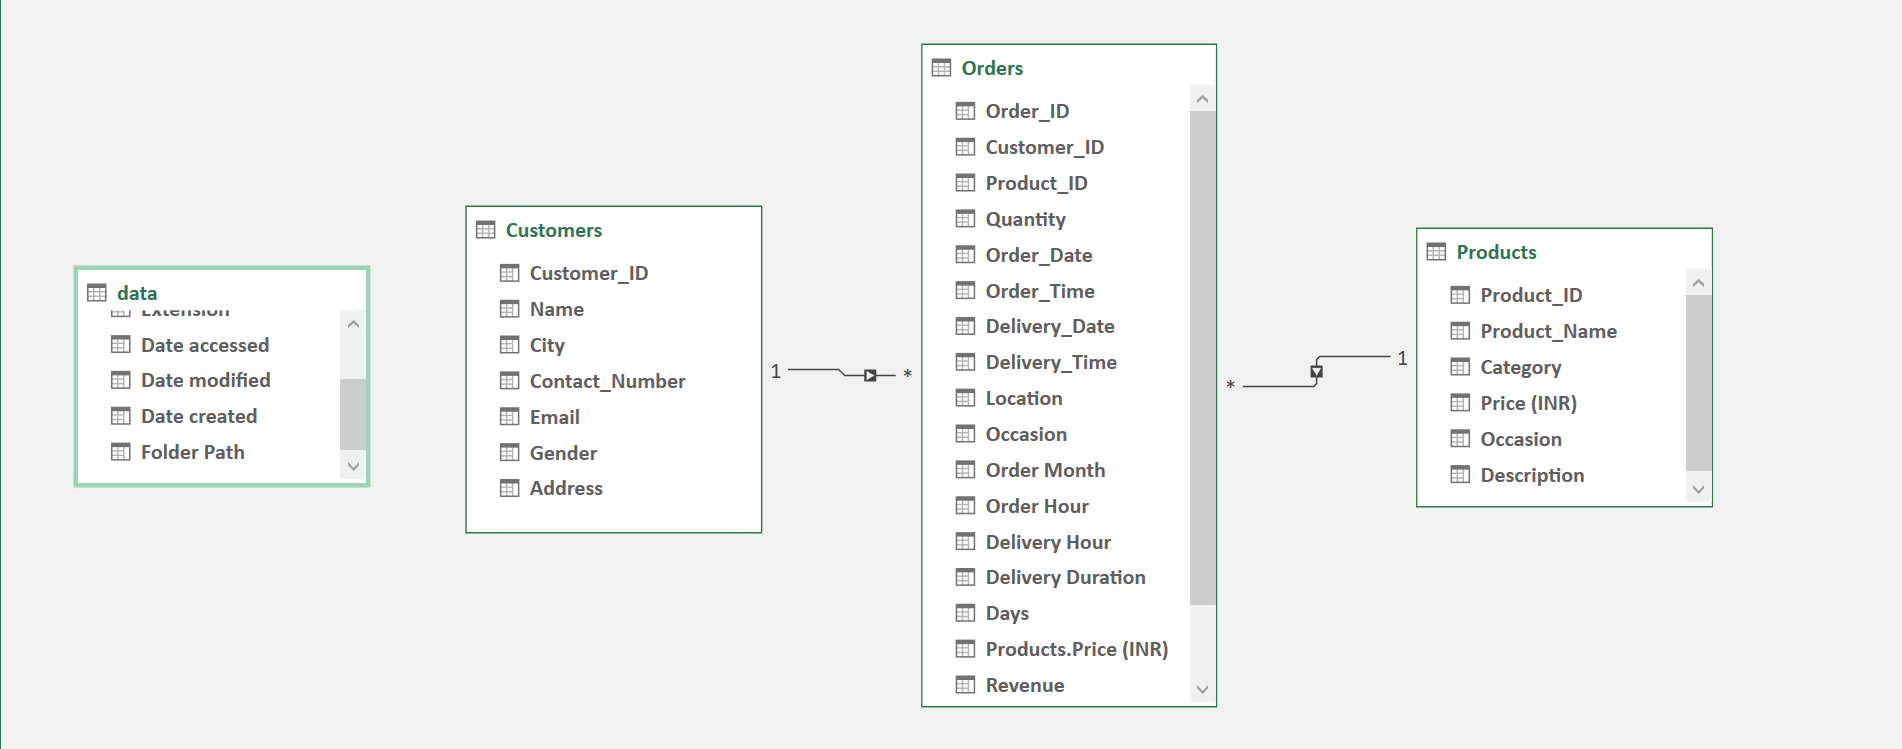 data
Extension
Date accessed
Date modified
Date created
Folder Path
Customers
Customer_ID
Name
City
Contact_Number
Email
Gender
Address
1
*
Orders
Order_ID
Customer_ID
Product_ID
Quantity
Order_Date
Order_Time
Delivery_Date
Delivery_Time
Location
Occasion
Order Month
Order Hour
Delivery Hour
Delivery Duration
Days
Products.Price (INR)
Revenue
*
1
Products
Product_ID
Product_Name
Category
Price (INR)
Occasion
Description